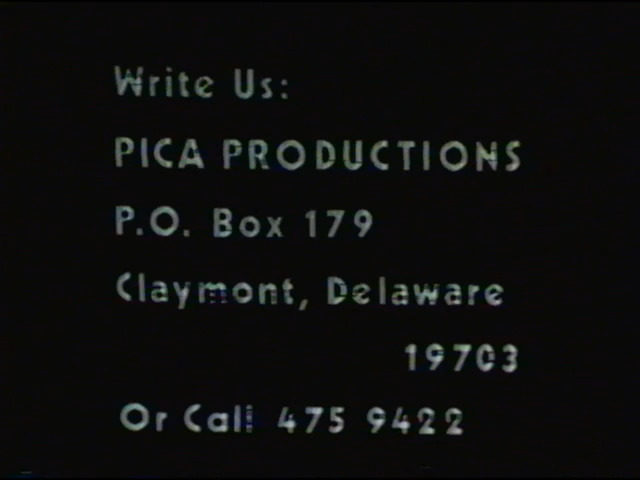 Write Us:
PICA PRODUCTIONS
P.O. Box 179
Claymont, Delaware
19703
Or Call 475 9422